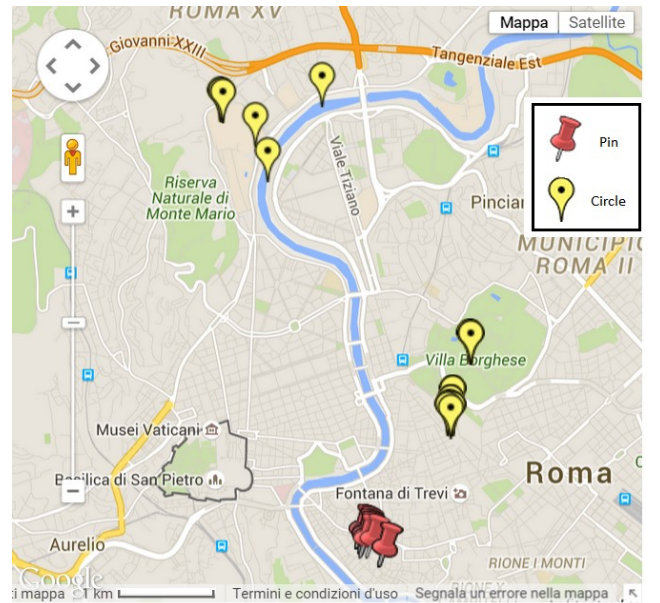 ROMA XV
Mappa
Satellite
Giovanni XXIII
Tangenziale Est
Pin
Circle
Viale Tiziano
Riserva
Naturale di
Monte Mario
MUNICIPIO
ROMA II
Villa Borghese
Musei Vaticani
Basilica di San Pietro
Roma
Fontana di Trevi
Aurelio
RIONE I MONTI
Google
ti mappa
1 km
Termini e condizioni d'uso
Segnala un errore nella mappa